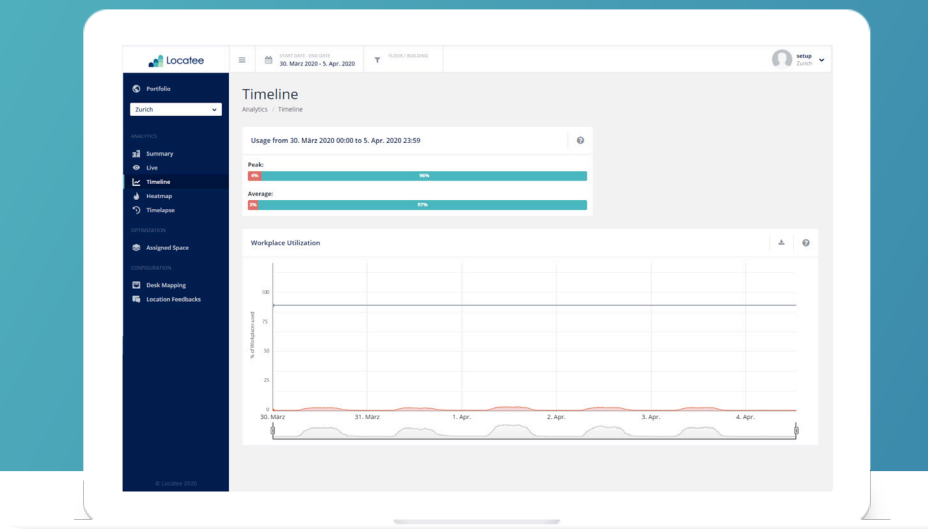 Locatee
START DATE - END DATE
30. März 2020 - 5. Apr. 2020
FLOOR / BUILDING
setup
Zurich
Portfolio
Zurich
ANALYTICS
Summary
Live
Timeline
Heatmap
Timelapse
OPTIMIZATION
Assigned Space
CONFIGURATION
Desk Mapping
Location Feedbacks
© Locatee 2020
Timeline
Analytics / Timeline
Usage from 30. März 2020 00:00 to 5. Apr. 2020 23:59
Peak:
96%
Average:
3% 97%
Workplace Utilization
% of Workplaces used
100
75
50
25
0
30. März 31. März 1. Apr. 2. Apr. 3. Apr. 4. Apr.